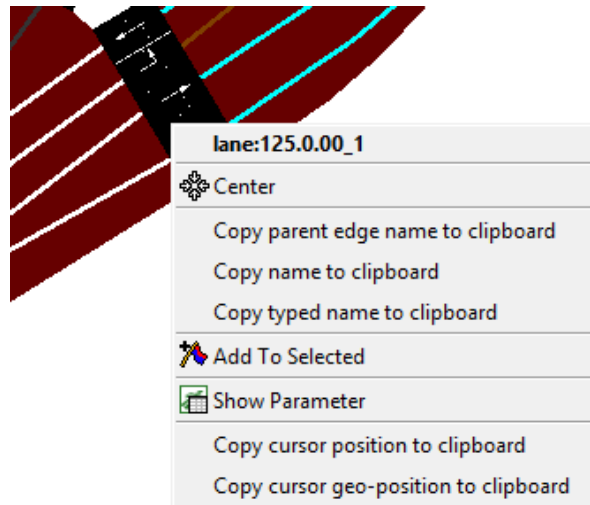 lane:125.0.00_1
Center
Copy parent edge name to clipboard
Copy name to clipboard
Copy typed name to clipboard
Add To Selected
Show Parameter
Copy cursor position to clipboard
Copy cursor geo-position to clipboard